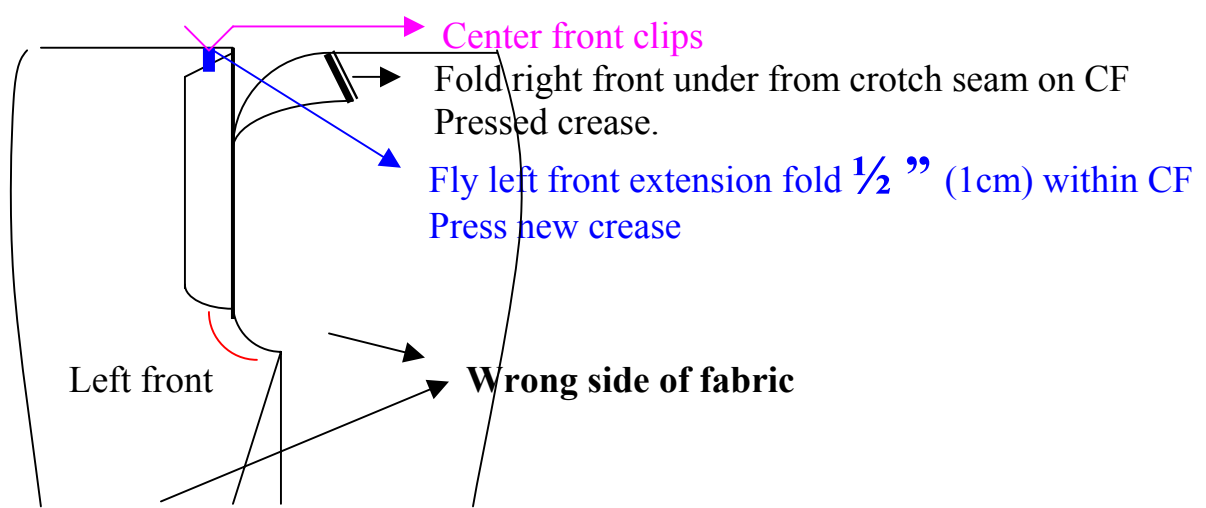 Center front clips
Fold right front under from crotch seam on CF
Pressed crease.
Fly left front extension fold ½ ” (1cm) within CF
Press new crease
Left front
Wrong side of fabric